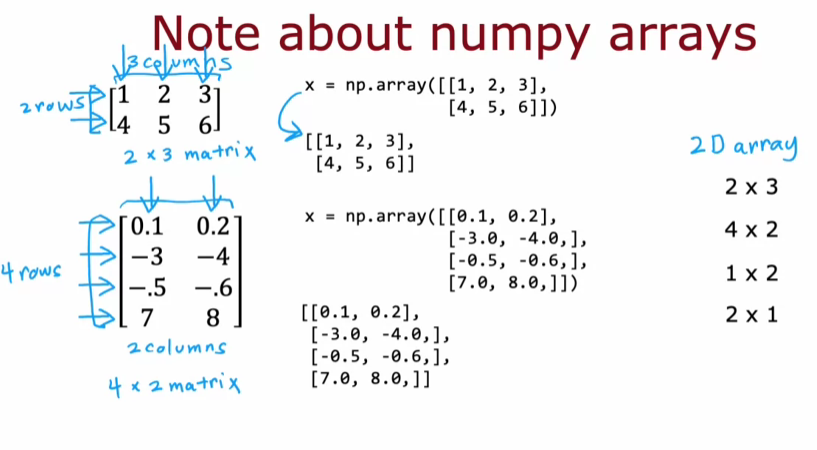 Note about numpy arrays
3 columns
2 rows
1 2 3
4 5 6
2 x 3 matrix
x = np.array([[1, 2, 3],
[4, 5, 6]])
[[1, 2, 3],
[4, 5, 6]]
2D array
2 x 3
4 x 2
1 x 2
2 x 1
4 rows
0.1 0.2
−3 −4
−.5 −.6
7 8
2 columns
4 x 2 matrix
x = np.array([[0.1, 0.2],
[-3.0, -4.0,],
[-0.5, -0.6,],
[7.0, 8.0,]])
[[0.1, 0.2],
[-3.0, -4.0,],
[-0.5, -0.6,],
[7.0, 8.0,]]